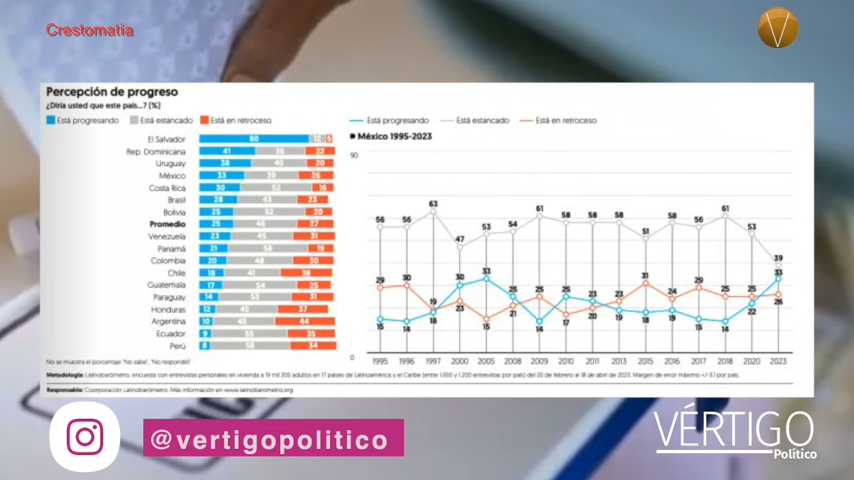 Crestomatía
V
Percepción de progreso
¿Diría usted que este país...? (%)
Está progresando Está estancado Está en retroceso
El Salvador 80 12 5
Rep. Dominicana 41 36 22
Uruguay 38 40 20
México 33 39 26
Costa Rica 30 52 16
Brasil 28 43 23
Bolivia 25 52 20
Promedio 25 46 27
Venezuela 23 45 31
Panamá 21 58 19
Colombia 20 48 30
Chile 18 41 38
Guatemala 17 54 25
Paraguay 14 53 31
Honduras 12 45 37
Argentina 10 45 44
Ecuador 9 55 35
Perú 8 58 34
Está progresando Está estancado Está en retroceso
México 1995-2023
90
56 56 63 47 53 54 61 58 58 58 51 58 56 61 53 39
29 30 19 30 33 25 25 25 23 23 31 24 29 25 25 33
15 14 18 23 15 21 14 17 20 19 18 19 15 14 22 26
0
1995 1996 1997 2000 2005 2008 2009 2010 2011 2013 2015 2016 2017 2018 2020 2023
No se muestra el porcentaje "No sabe", "No respondió"
Metodología: Latinobarómetro, encuesta con entrevistas personales en vivienda a 19 mil 205 adultos en 17 países de Latinoamérica y el Caribe (entre 1,000 y 1,200 entrevistas por país) del 20 de febrero al 18 de abril de 2023. Margen de error máximo +/-3.1 por país.
Responsable: Corporación Latinobarómetro. Más información en www.latinobarometro.org
@vertigopolitico
VÉRTIGO
Político